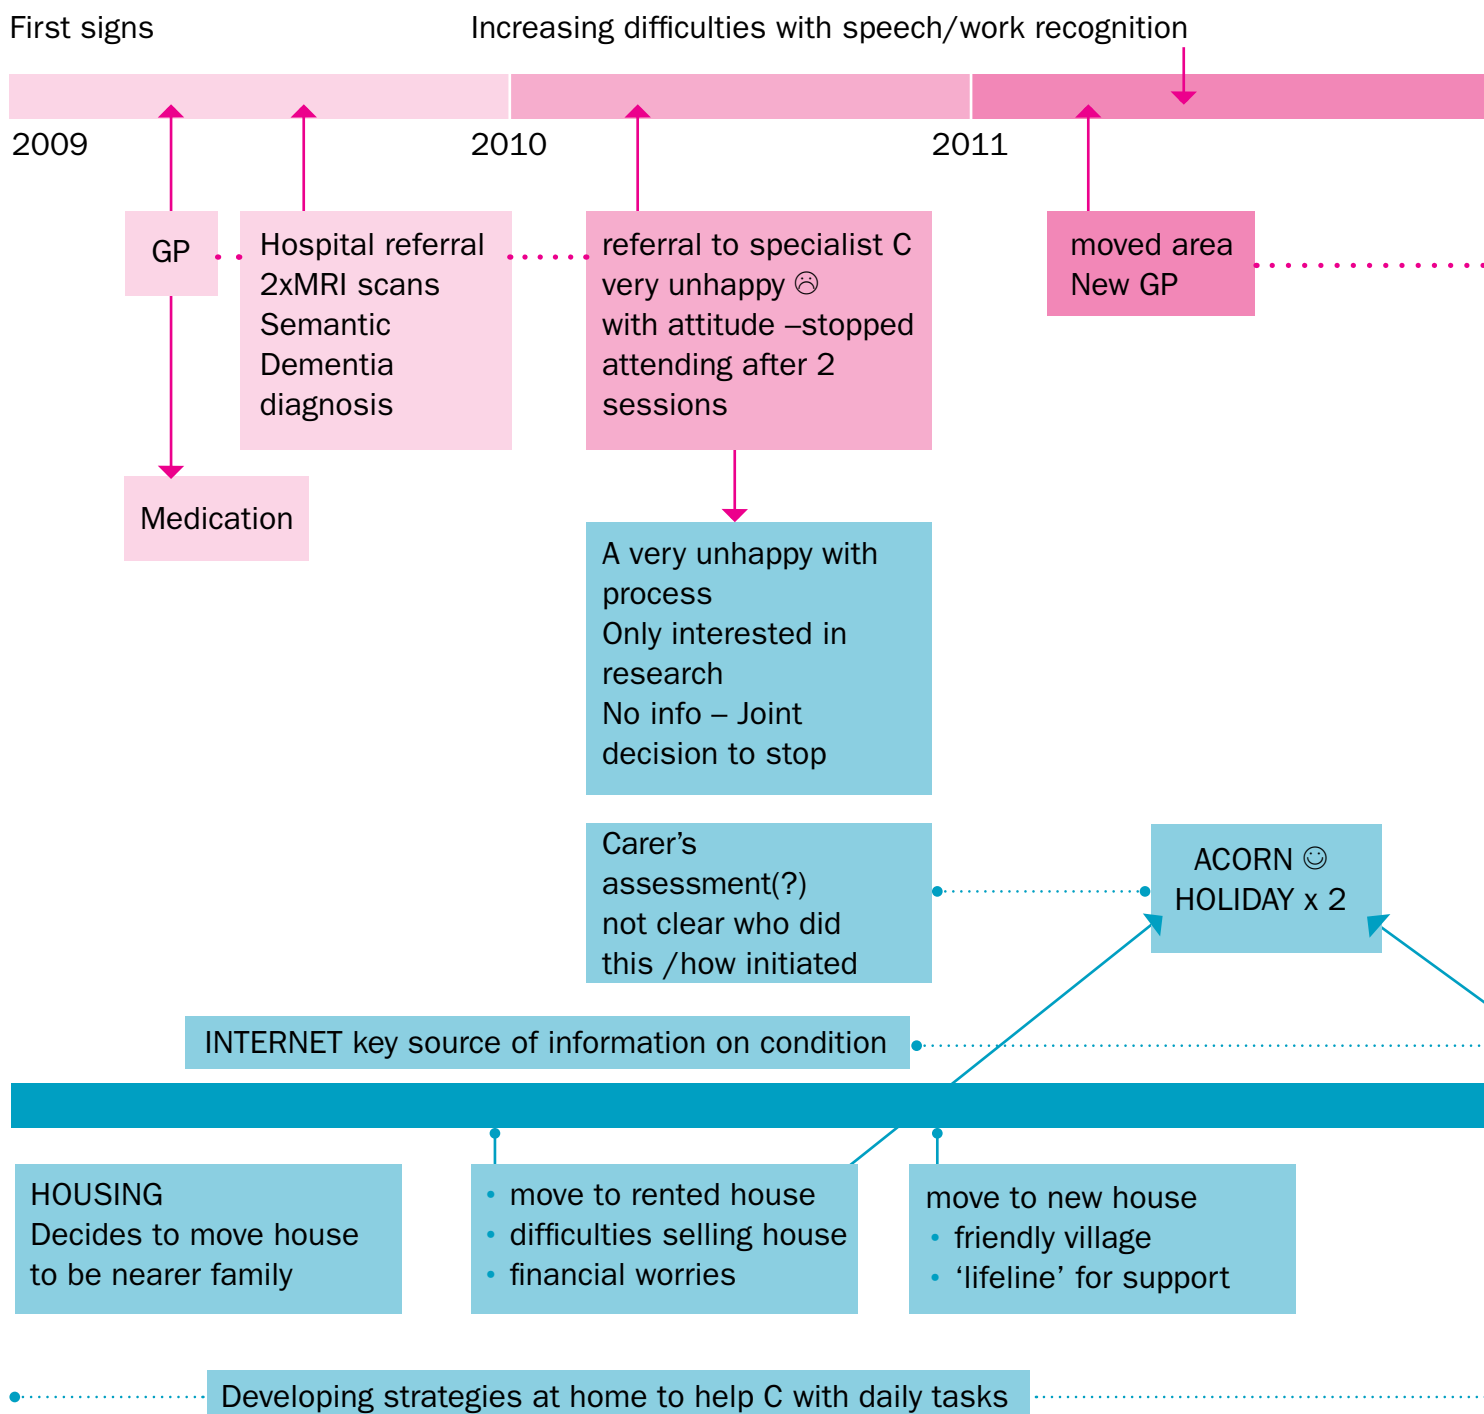 First signs
Increasing difficulties with speech/work recognition
2009
2010
2011
GP
Hospital referral
2xMRI scans
Semantic
Dementia
diagnosis
referral to specialist C
very unhappy ☹
with attitude –stopped
attending after 2
sessions
moved area
New GP
Medication
A very unhappy with
process
Only interested in
research
No info – Joint
decision to stop
Carer’s
assessment(?)
not clear who did
this /how initiated
ACORN ☺
HOLIDAY x 2
INTERNET key source of information on condition
HOUSING
Decides to move house
to be nearer family
• move to rented house
• difficulties selling house
• financial worries
move to new house
• friendly village
• ‘lifeline’ for support
Developing strategies at home to help C with daily tasks